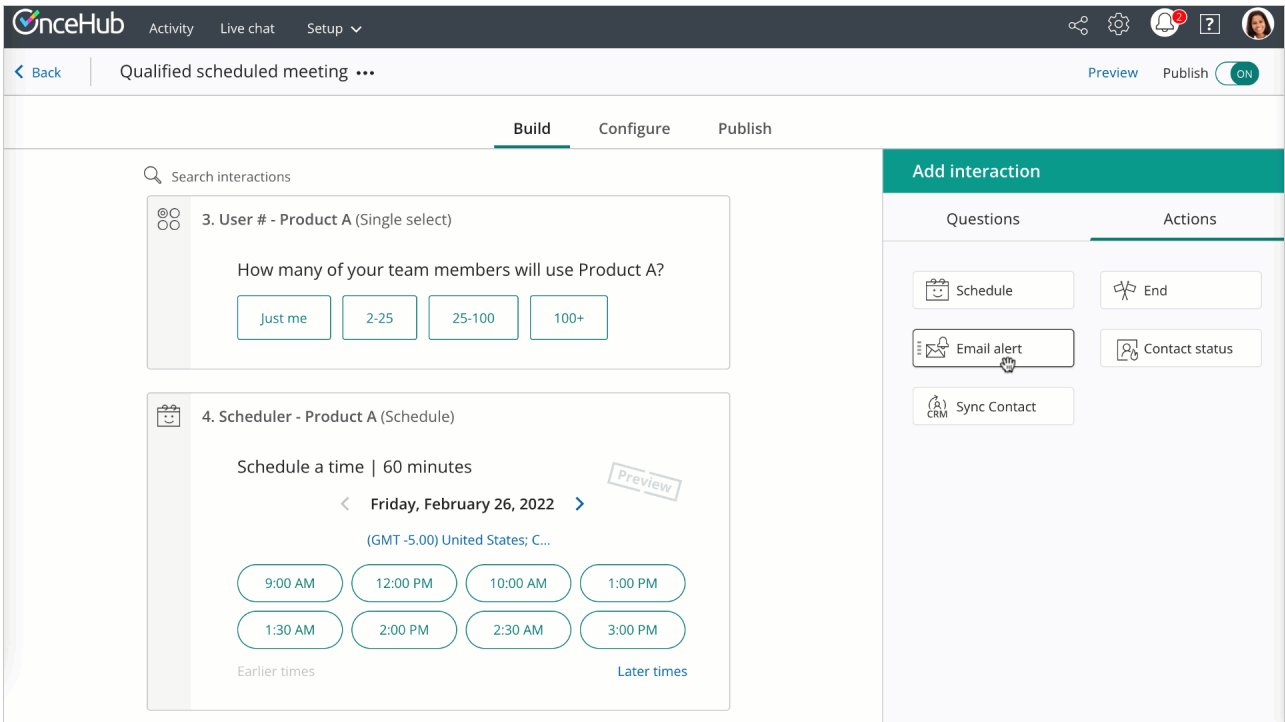 OnceHub Activity Live chat Setup 2 ?
Back Qualified scheduled meeting ••• Preview Publish ON
Build Configure Publish
Search interactions
3. User # - Product A (Single select)
How many of your team members will use Product A?
Just me 2-25 25-100 100+
4. Scheduler - Product A (Schedule)
Schedule a time | 60 minutes
Preview
Friday, February 26, 2022
(GMT -5.00) United States; C...
9:00 AM 12:00 PM 10:00 AM 1:00 PM
1:30 AM 2:00 PM 2:30 AM 3:00 PM
Earlier times Later times
Add interaction
Questions Actions
Schedule End
Email alert Contact status
CRM Sync Contact